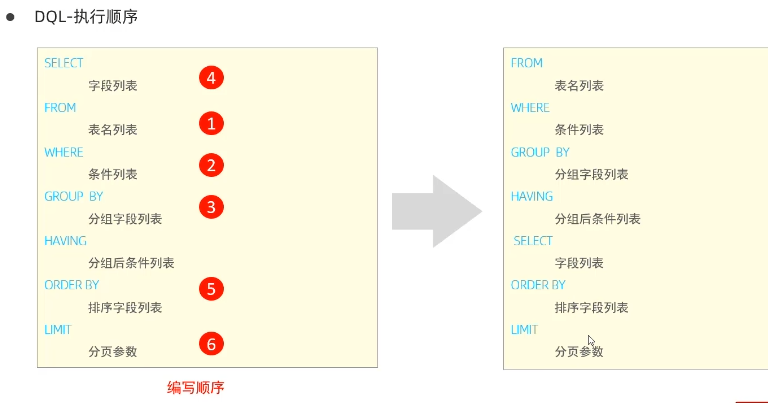 DQL-执行顺序
SELECT
4
字段列表
FROM
1
表名列表
WHERE
2
条件列表
GROUP BY
3
分组字段列表
HAVING
分组后条件列表
ORDER BY
5
排序字段列表
LIMIT
6
分页参数
编写顺序
FROM
表名列表
WHERE
条件列表
GROUP BY
分组字段列表
HAVING
分组后条件列表
SELECT
字段列表
ORDER BY
排序字段列表
LIMIT
分页参数